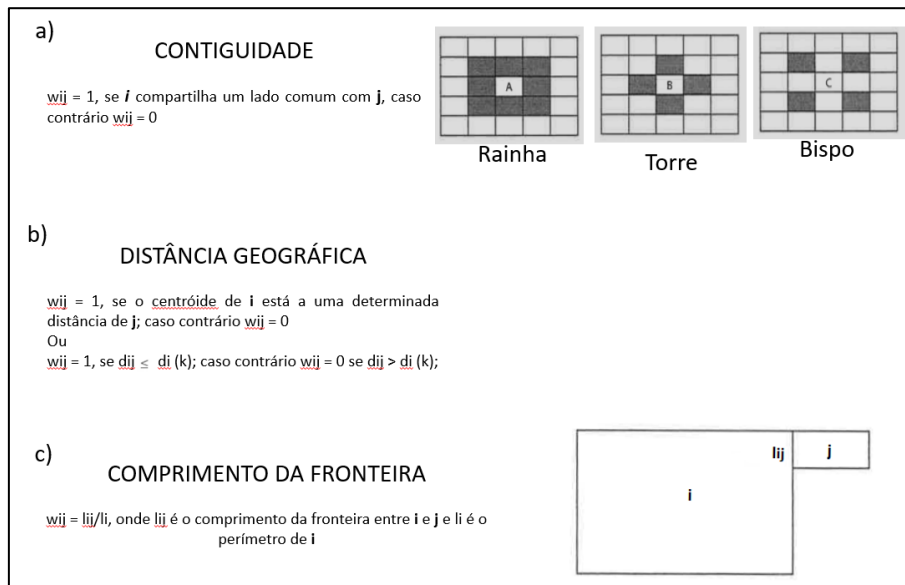 a)
CONTIGUIDADE
wij = 1, se i compartilha um lado comum com j, caso
contrário wij = 0
A
B
C
Rainha
Torre
Bispo
b)
DISTÂNCIA GEOGRÁFICA
wij = 1, se o centróide de i está a uma determinada
distância de j; caso contrário wij = 0
Ou
wij = 1, se dij ≤ di (k); caso contrário wij = 0 se dij > di (k);
c)
COMPRIMENTO DA FRONTEIRA
wij = lij/li, onde lij é o comprimento da fronteira entre i e j e li é o
perímetro de i
lij
j
i